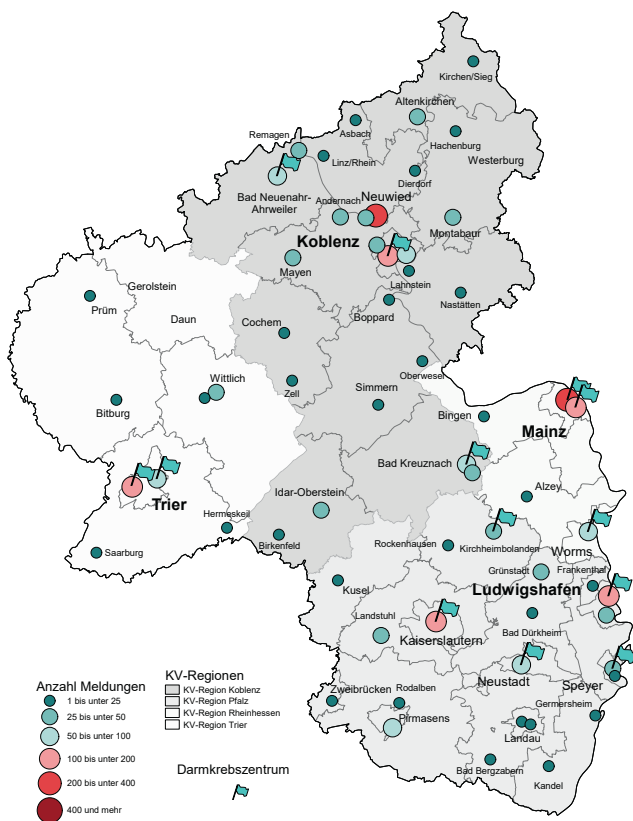 Kirchen/Sieg
Altenkirchen
Asbach
Hachenburg
Remagen
Linz/Rhein
Westerburg
Dierdorf
Bad Neuenahr-
Ahrweiler
Andernach
Neuwied
Montabaur
Koblenz
Mayen
Lahnstein
Gerolstein
Nastätten
Prüm
Daun
Boppard
Cochem
Oberwesel
Wittlich
Zell
Simmern
Bitburg
Bingen
Mainz
Bad Kreuznach
Trier
Idar-Oberstein
Alzey
Hermeskeil
Birkenfeld
Rockenhausen
Kirchheimbolanden
Worms
Saarburg
Grünstadt
Frankenthal
Kusel
Ludwigshafen
Landstuhl
Kaiserslautern
Bad Dürkheim
Neustadt
Speyer
Zweibrücken
Rodalben
Germersheim
Pirmasens
Landau
Bad Bergzabern
Kandel
Anzahl Meldungen
1 bis unter 25
25 bis unter 50
50 bis unter 100
100 bis unter 200
200 bis unter 400
400 und mehr
KV-Regionen
KV-Region Koblenz
KV-Region Pfalz
KV-Region Rheinhessen
KV-Region Trier
Darmkrebszentrum